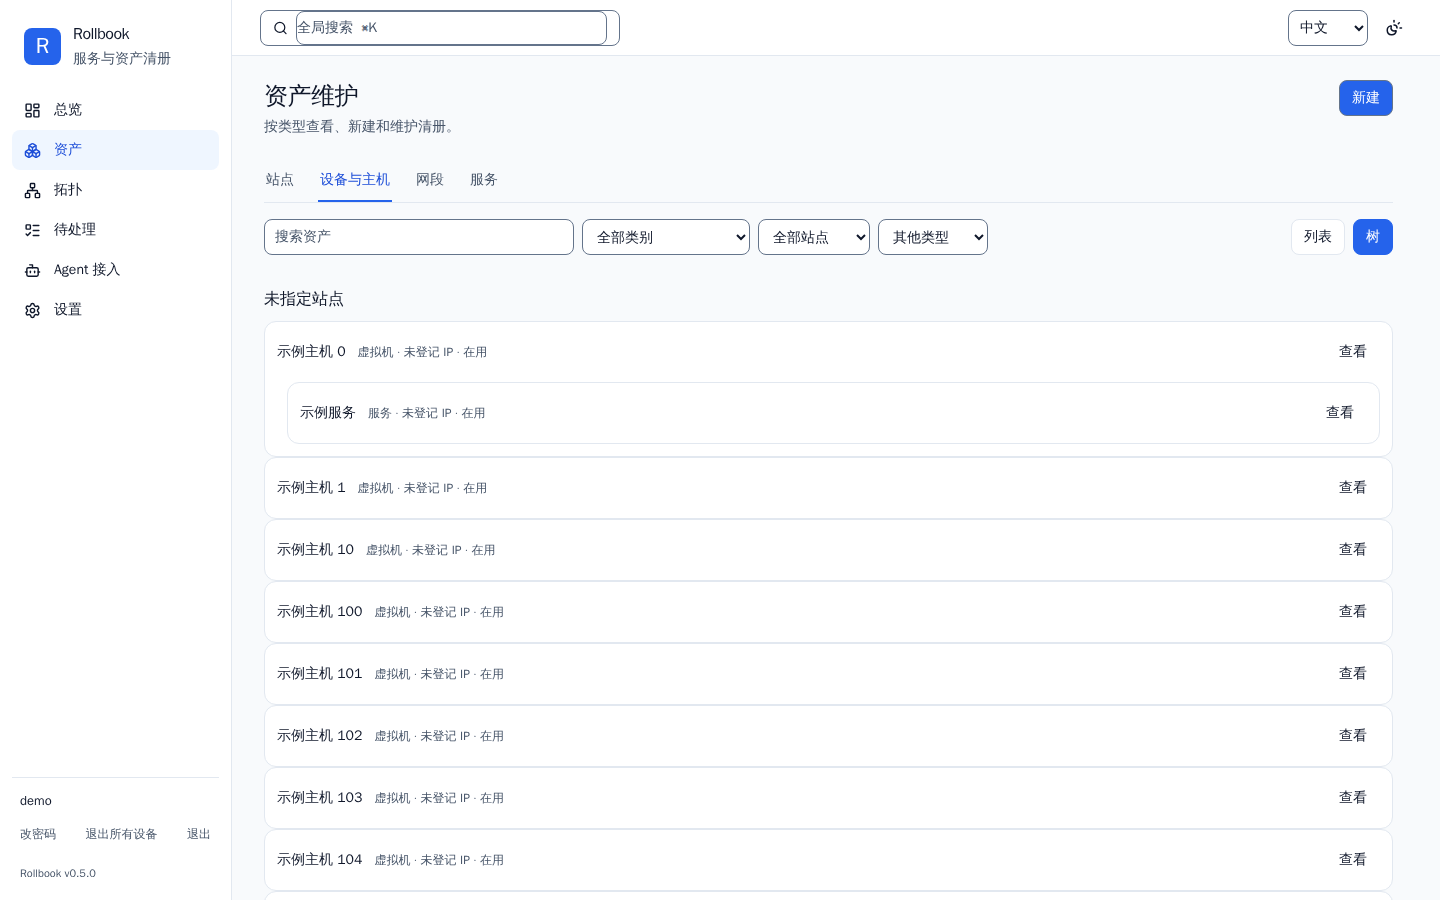 R
Rollbook
服务与资产清册
总览
资产
拓扑
待处理
Agent 接入
设置
demo
改密码 退出所有设备 退出
Rollbook v0.5.0
全局搜索 ⌘K
中文
资产维护
按类型查看、新建和维护清册。
新建
站点 设备与主机 网段 服务
搜索资产 全部类别 全部站点 其他类型 列表 树
未指定站点
示例主机 0 虚拟机 · 未登记 IP · 在用 查看
示例服务 服务 · 未登记 IP · 在用 查看
示例主机 1 虚拟机 · 未登记 IP · 在用 查看
示例主机 10 虚拟机 · 未登记 IP · 在用 查看
示例主机 100 虚拟机 · 未登记 IP · 在用 查看
示例主机 101 虚拟机 · 未登记 IP · 在用 查看
示例主机 102 虚拟机 · 未登记 IP · 在用 查看
示例主机 103 虚拟机 · 未登记 IP · 在用 查看
示例主机 104 虚拟机 · 未登记 IP · 在用 查看